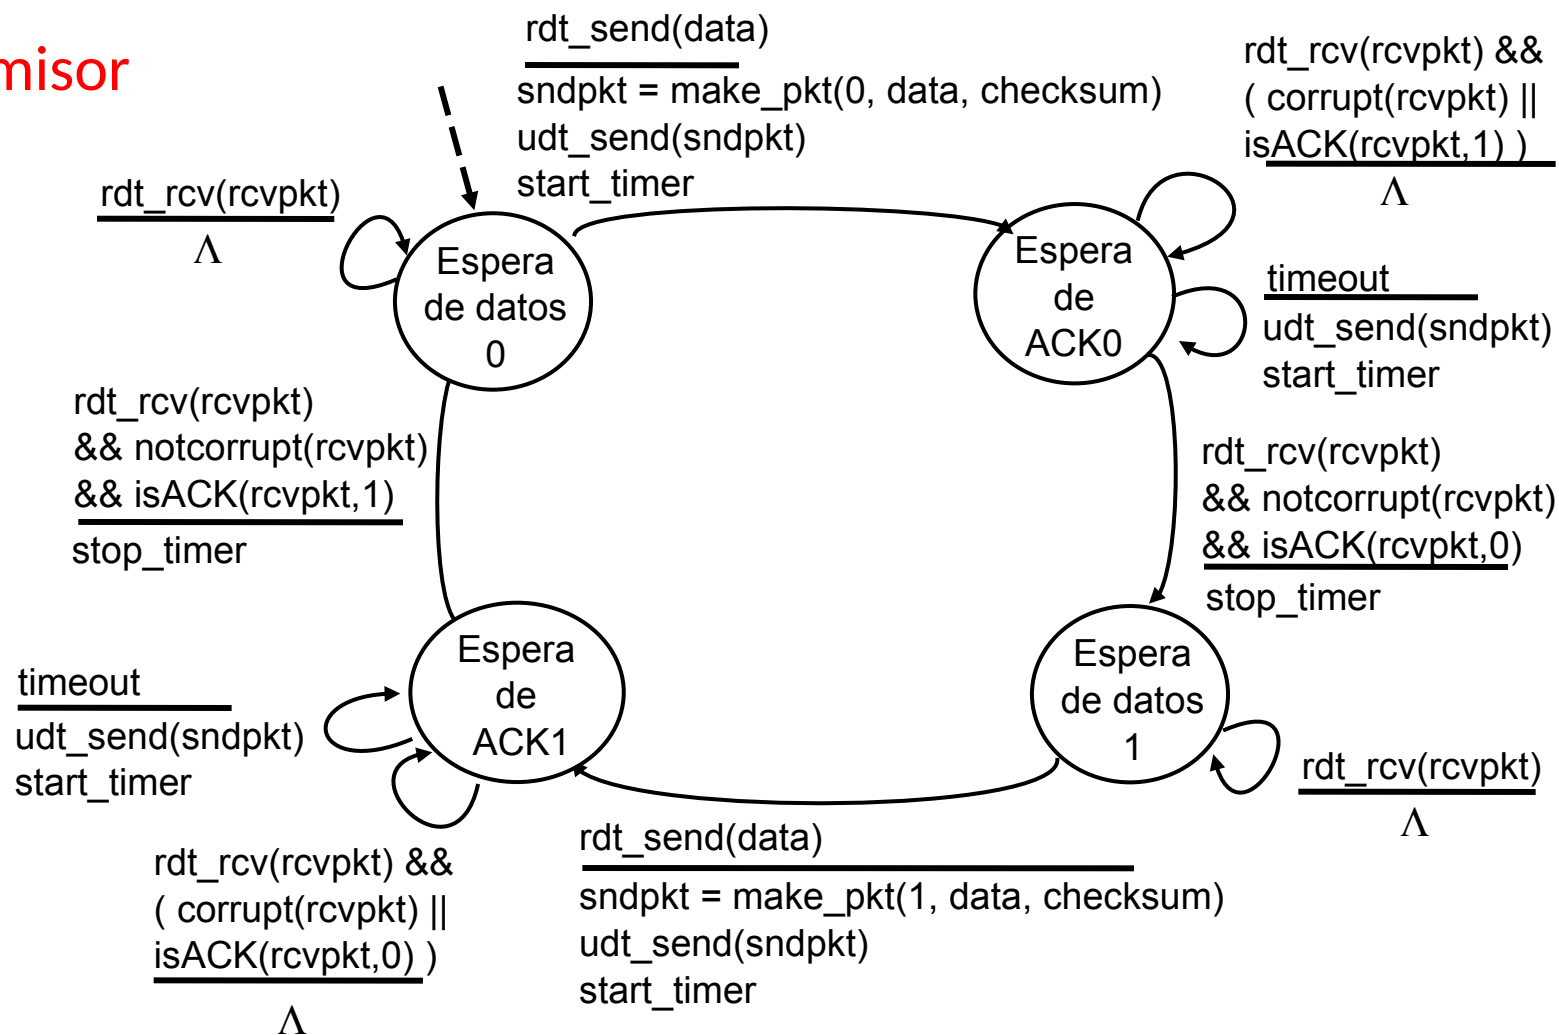 misor
rdt_send(data)
sndpkt = make_pkt(0, data, checksum)
udt_send(sndpkt)
start_timer
rdt_rcv(rcvpkt) &&
( corrupt(rcvpkt) ||
isACK(rcvpkt,1) )
Λ
rdt_rcv(rcvpkt)
Λ
Espera
de datos
0
Espera
de
ACK0
timeout
udt_send(sndpkt)
start_timer
rdt_rcv(rcvpkt)
&& notcorrupt(rcvpkt)
&& isACK(rcvpkt,1)
stop_timer
rdt_rcv(rcvpkt)
&& notcorrupt(rcvpkt)
&& isACK(rcvpkt,0)
stop_timer
Espera
de
ACK1
Espera
de datos
1
timeout
udt_send(sndpkt)
start_timer
rdt_rcv(rcvpkt)
Λ
rdt_rcv(rcvpkt) &&
( corrupt(rcvpkt) ||
isACK(rcvpkt,0) )
Λ
rdt_send(data)
sndpkt = make_pkt(1, data, checksum)
udt_send(sndpkt)
start_timer